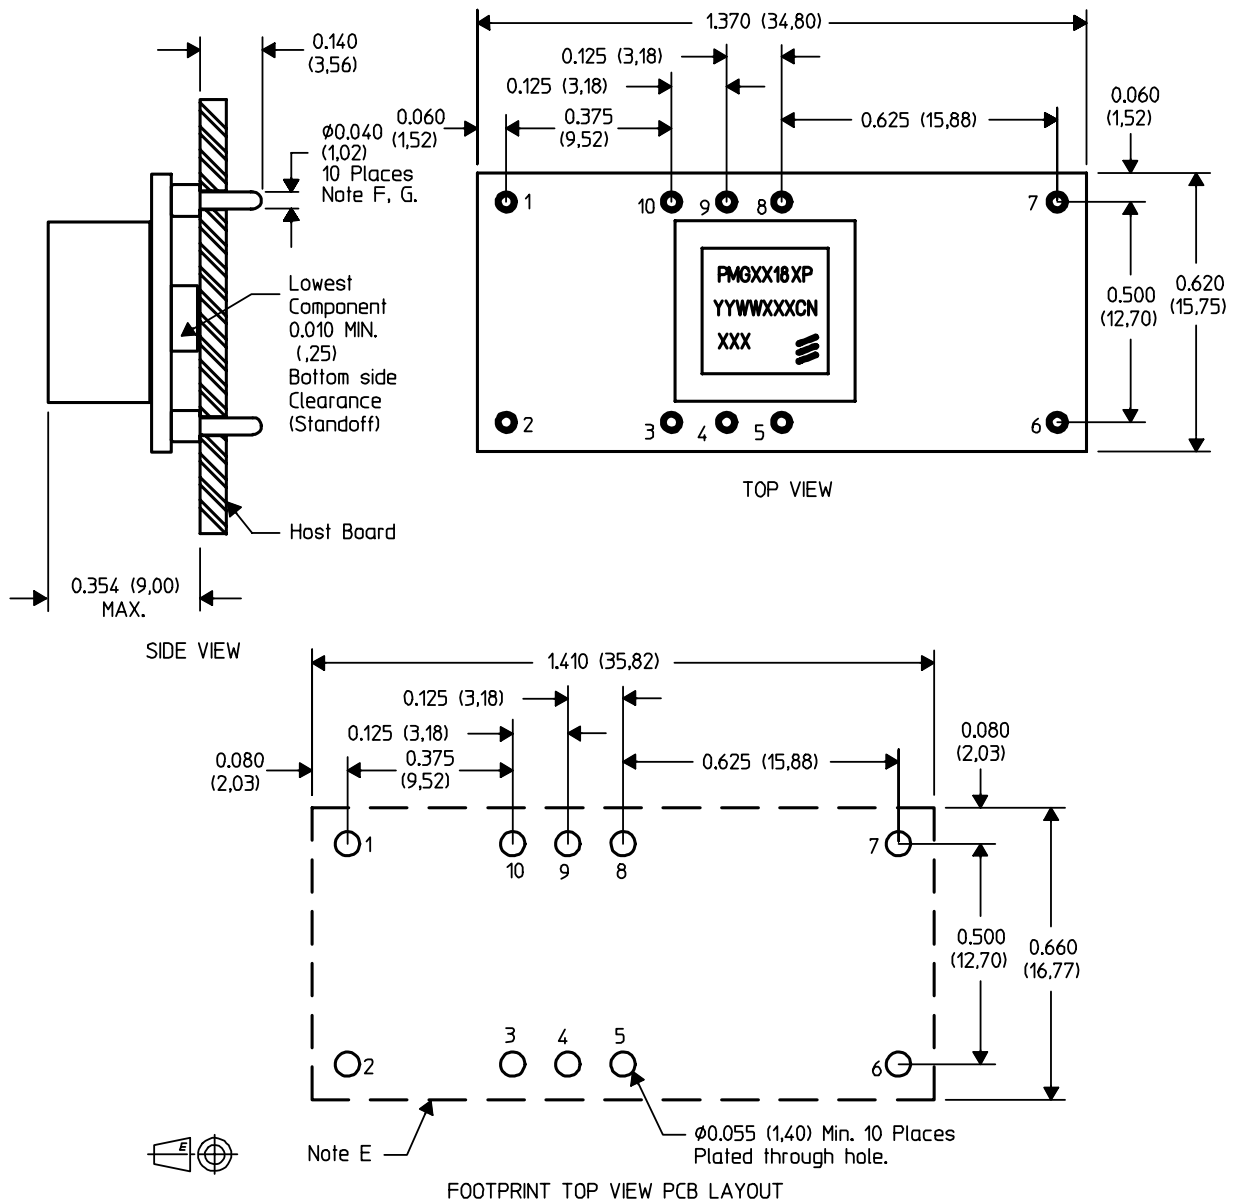 0.140
(3,56)
Ø0.040
(1,02)
10 Places
Note F, G.
Lowest
Component
0.010 MIN.
(,25)
Bottom side
Clearance
(Standoff)
Host Board
0.354 (9,00)
MAX.
SIDE VIEW
1.370 (34,80)
0.125 (3,18)
0.125 (3,18)
0.060
(1,52)
0.375
(9,52)
0.625 (15,88)
0.060
(1,52)
1
10
9
8
7
PMGXX18XP
YYWWXXXCN
XXX
0.500
(12,70)
0.620
(15,75)
2
3
4
5
6
TOP VIEW
1.410 (35,82)
0.125 (3,18)
0.125 (3,18)
0.080
(2,03)
0.375
(9,52)
0.625 (15,88)
0.080
(2,03)
1
10
9
8
7
0.500
(12,70)
0.660
(16,77)
2
3
4
5
6
E
Note E
Ø0.055 (1,40) Min. 10 Places
Plated through hole.
FOOTPRINT TOP VIEW PCB LAYOUT